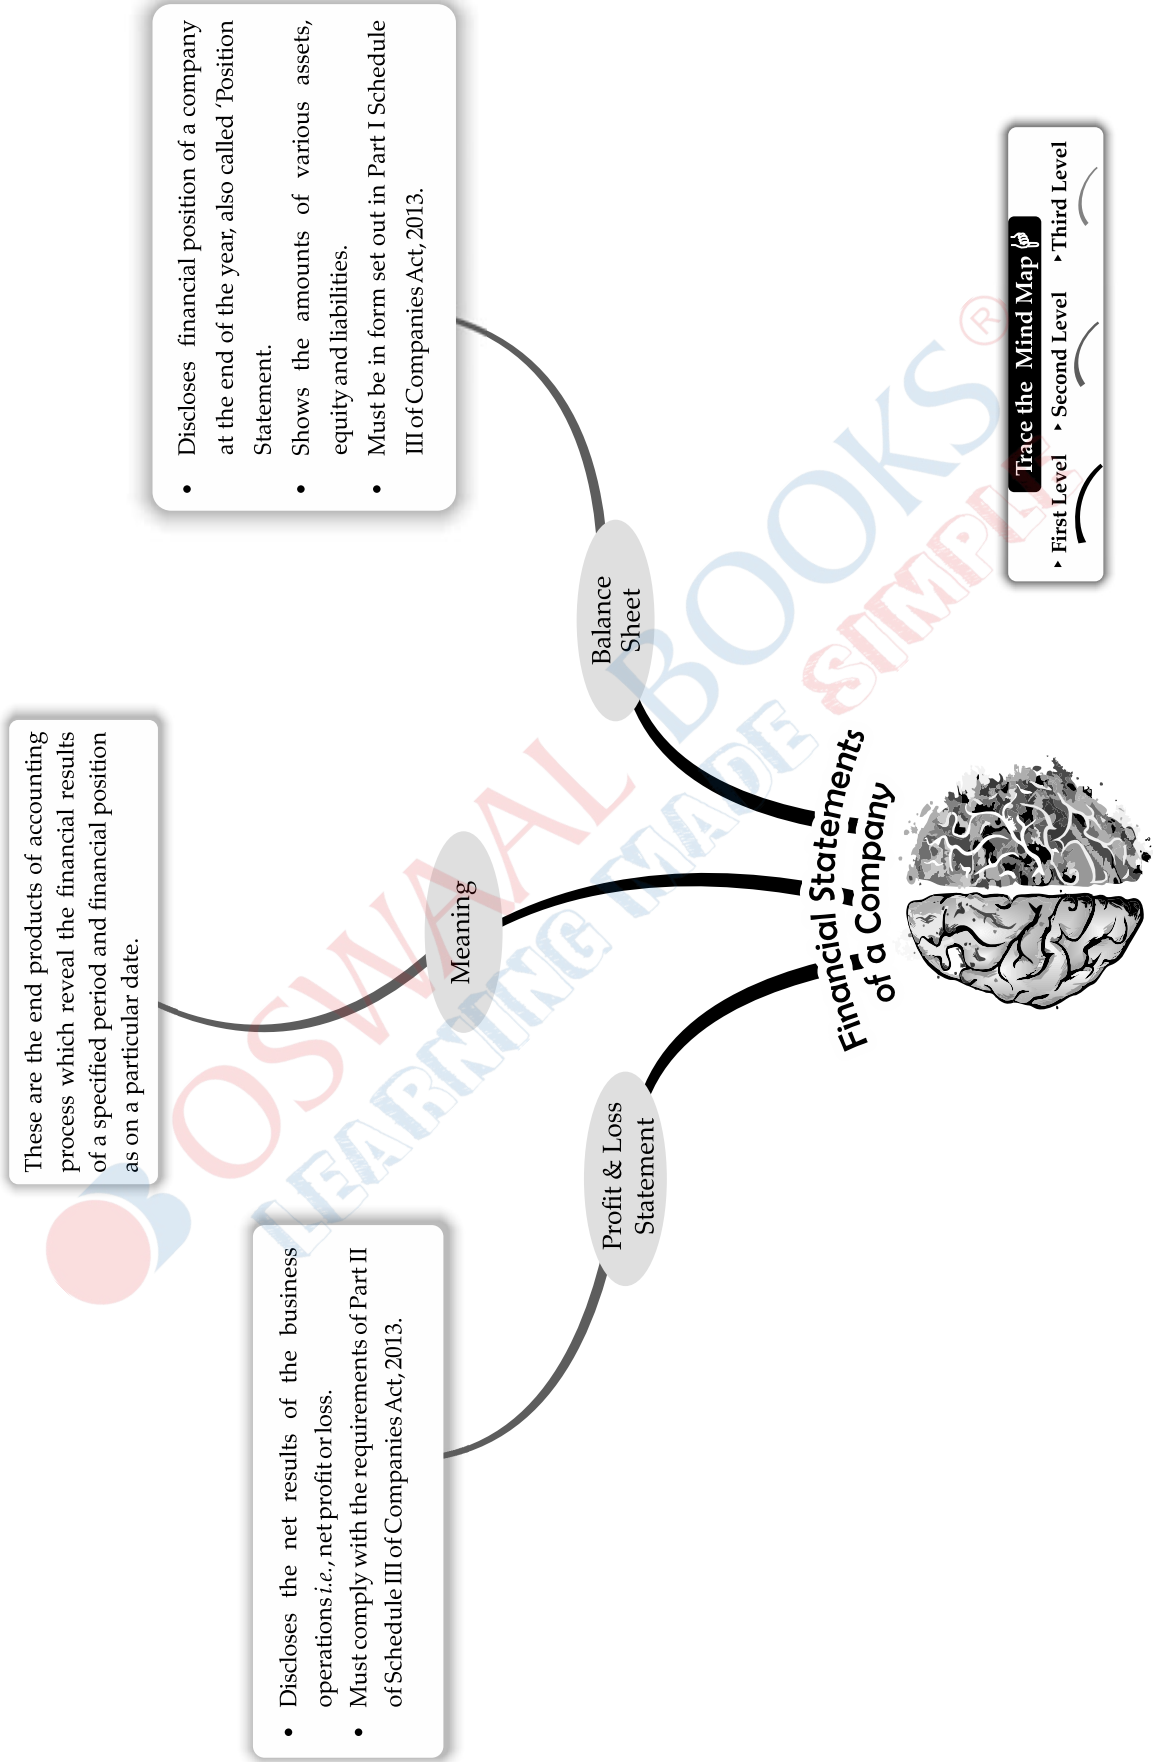 • Discloses the net results of the business
operations i.e., net profit or loss.
• Must comply with the requirements of Part II
of Schedule III of Companies Act, 2013.
Profit & Loss
Statement
These are the end products of accounting
process which reveal the financial results
of a specified period and financial position
as on a particular date.
Meaning
• Discloses financial position of a company
at the end of the year, also called 'Position
Statement.
• Shows the amounts of various assets,
equity and liabilities.
• Must be in form set out in Part I Schedule
III of Companies Act, 2013.
Balance
Sheet
Financial Statements
of a Company
Trace the Mind Map
▸ First Level ▸ Second Level ▸ Third Level
OSWAAL BOOKS®
LEARNING MADE SIMPLE